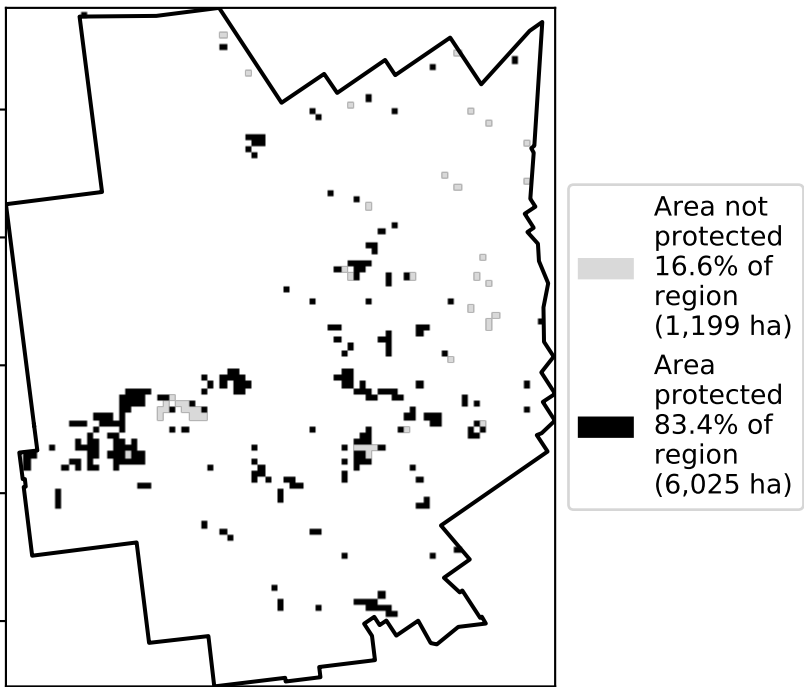 Area not
protected
16.6% of
region
(1,199 ha)
Area
protected
83.4% of
region
(6,025 ha)